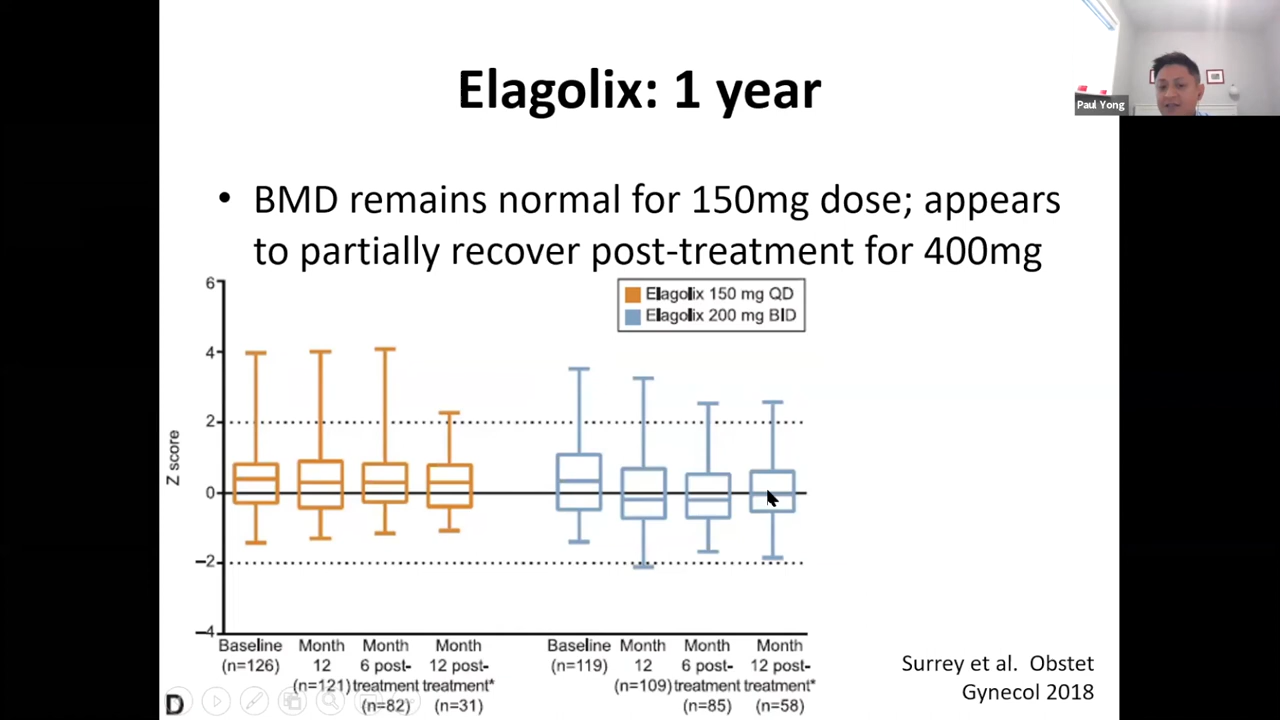 Elagolix: 1 year
Paul Yong
• BMD remains normal for 150mg dose; appears
to partially recover post-treatment for 400mg
Elagolix 150 mg QD
Elagolix 200 mg BID
Z score
6
4
2
0
−2
−4
Baseline
(n=126)
Month
12
(n=121)
Month
6 post-
treatment
(n=82)
Month
12 post-
treatment*
(n=31)
Baseline
(n=119)
Month
12
(n=109)
Month
6 post-
treatment
(n=85)
Month
12 post-
treatment*
(n=58)
D
Surrey et al. Obstet
Gynecol 2018